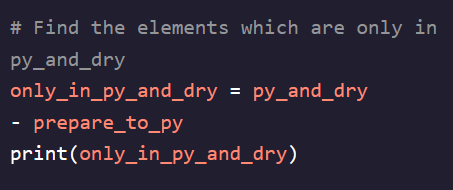 # Find the elements which are only in
py_and_dry
only_in_py_and_dry = py_and_dry
- prepare_to_py
print(only_in_py_and_dry)